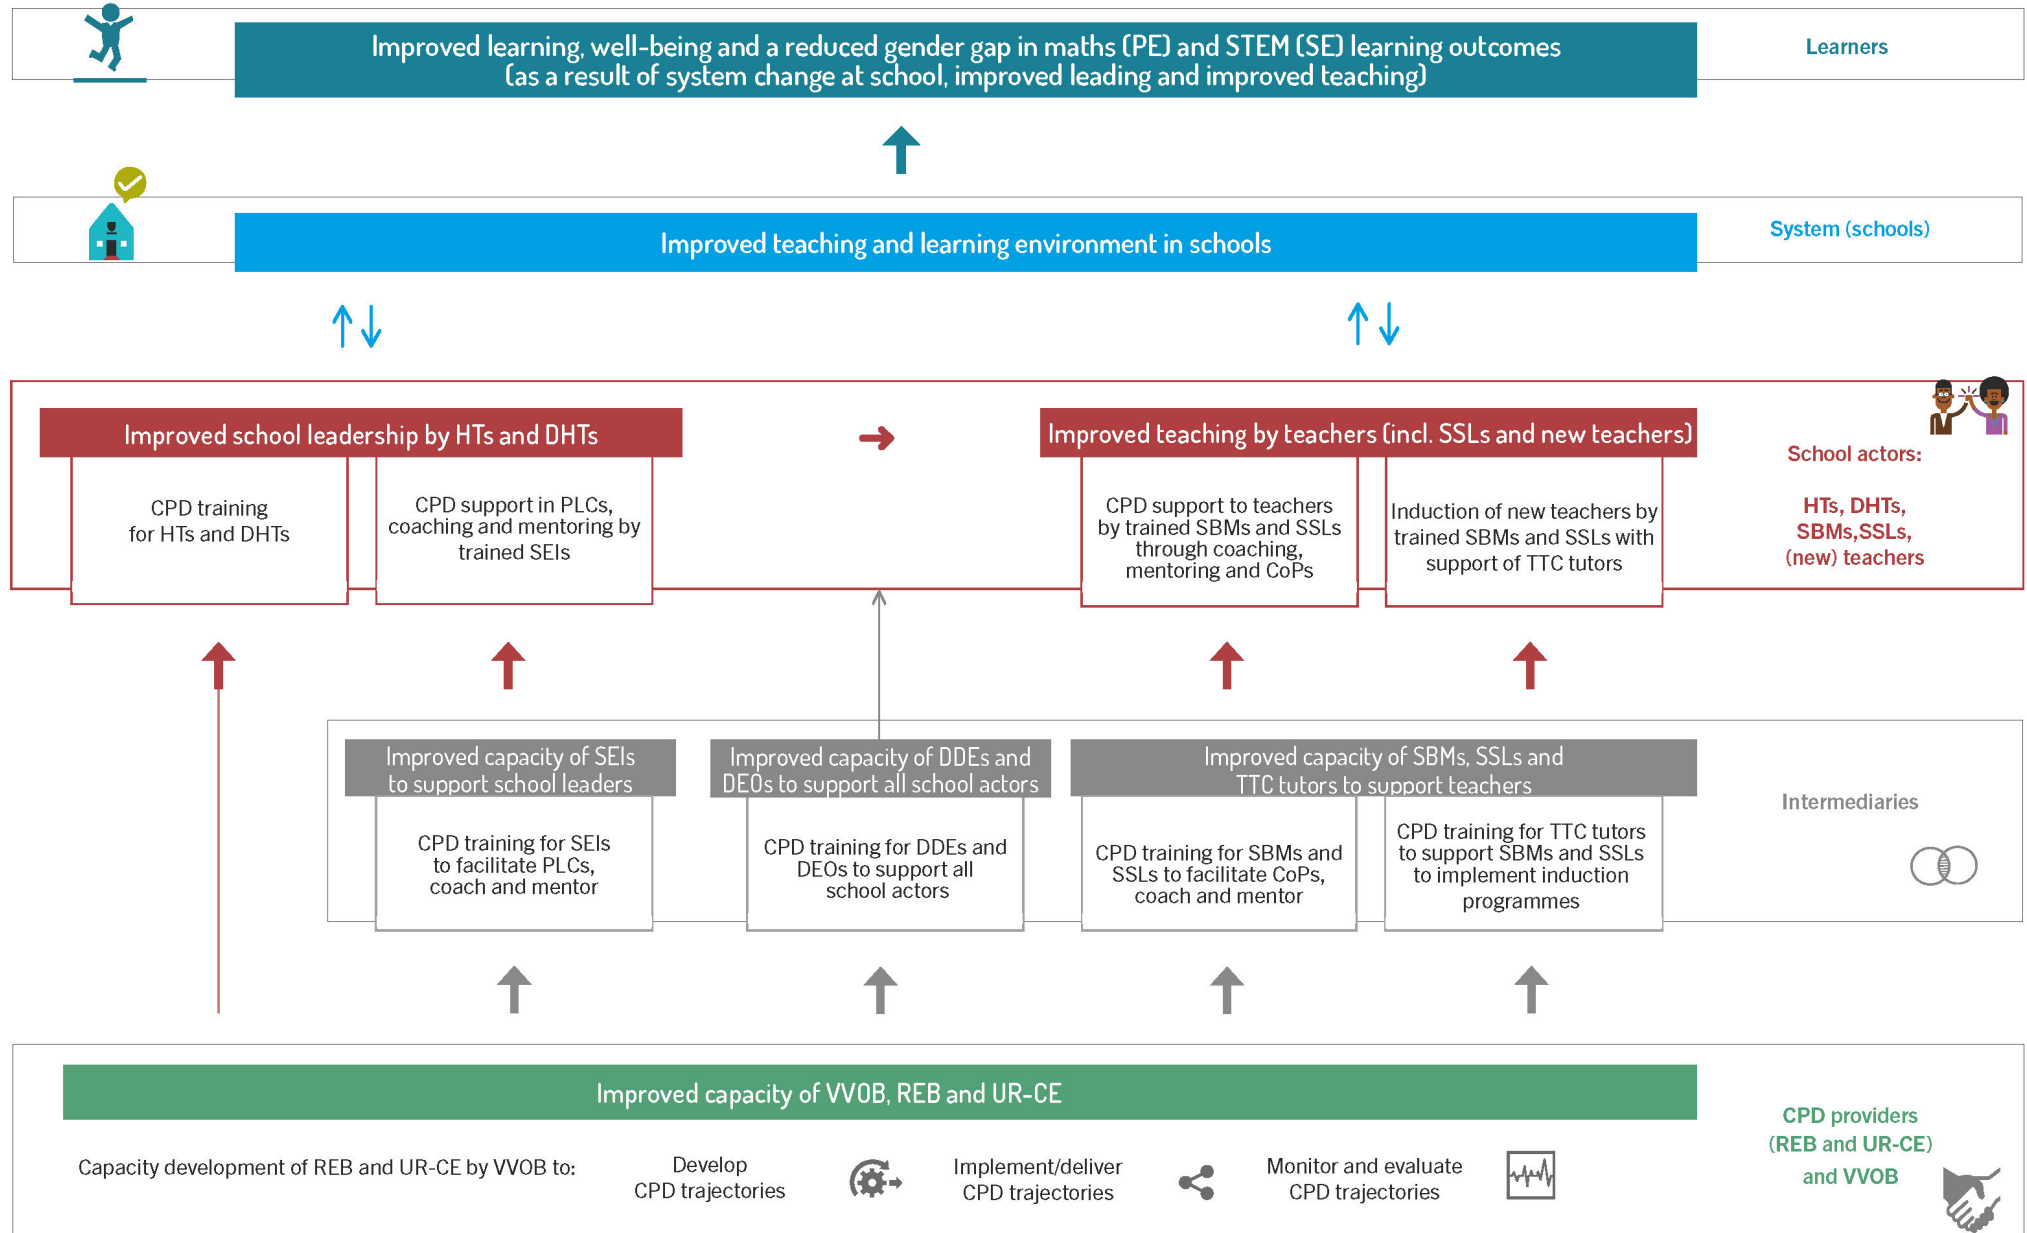 Improved learning, well-being and a reduced gender gap in maths (PE) and STEM (SE) learning outcomes
(as a result of system change at school, improved leading and improved teaching)
Learners
Improved teaching and learning environment in schools
System (schools)
Improved school leadership by HTs and DHTs
CPD training
for HTs and DHTs
CPD support in PLCs,
coaching and mentoring by
trained SEIs
Improved teaching by teachers (incl. SSLs and new teachers)
CPD support to teachers
by trained SBMs and SSLs
through coaching,
mentoring and CoPs
Induction of new teachers by
trained SBMs and SSLs with
support of TTC tutors
School actors:
HTs, DHTs,
SBMs,SSLs,
(new) teachers
Improved capacity of SEIs
to support school leaders
CPD training for SEIs
to facilitate PLCs,
coach and mentor
Improved capacity of DDEs and
DEOs to support all school actors
CPD training for DDEs and
DEOs to support all
school actors
Improved capacity of SBMs, SSLs and
TTC tutors to support teachers
CPD training for SBMs and
SSLs to facilitate CoPs,
coach and mentor
CPD training for TTC tutors
to support SBMs and SSLs
to implement induction
programmes
Intermediaries
Improved capacity of VVOB, REB and UR-CE
Capacity development of REB and UR-CE by VVOB to:
Develop
CPD trajectories
Implement/deliver
CPD trajectories
Monitor and evaluate
CPD trajectories
CPD providers
(REB and UR-CE)
and VVOB